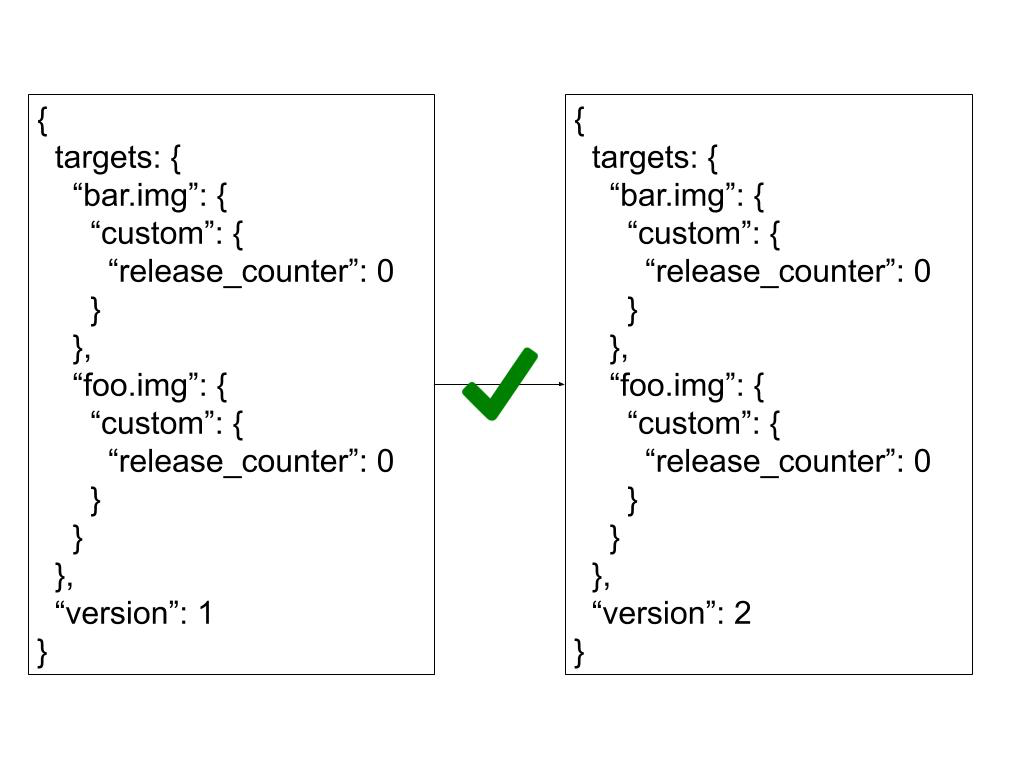 {
targets: {
“bar.img”: {
“custom”: {
“release_counter”: 0
}
},
“foo.img”: {
“custom”: {
“release_counter”: 0
}
}
},
“version”: 1
}
{
targets: {
“bar.img”: {
“custom”: {
“release_counter”: 0
}
},
“foo.img”: {
“custom”: {
“release_counter”: 0
}
}
},
“version”: 2
}